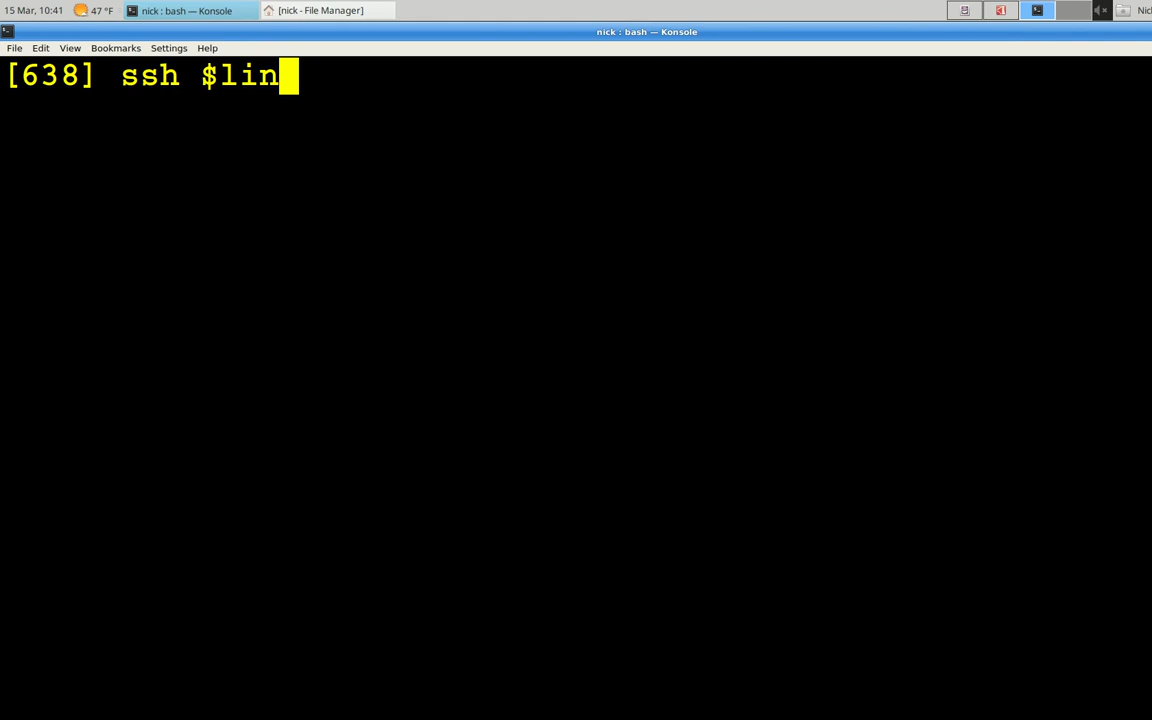 15 Mar, 10:41 47 °F nick : bash — Konsole [nick - File Manager] Nic
nick : bash — Konsole
File Edit View Bookmarks Settings Help
[638] ssh $lin